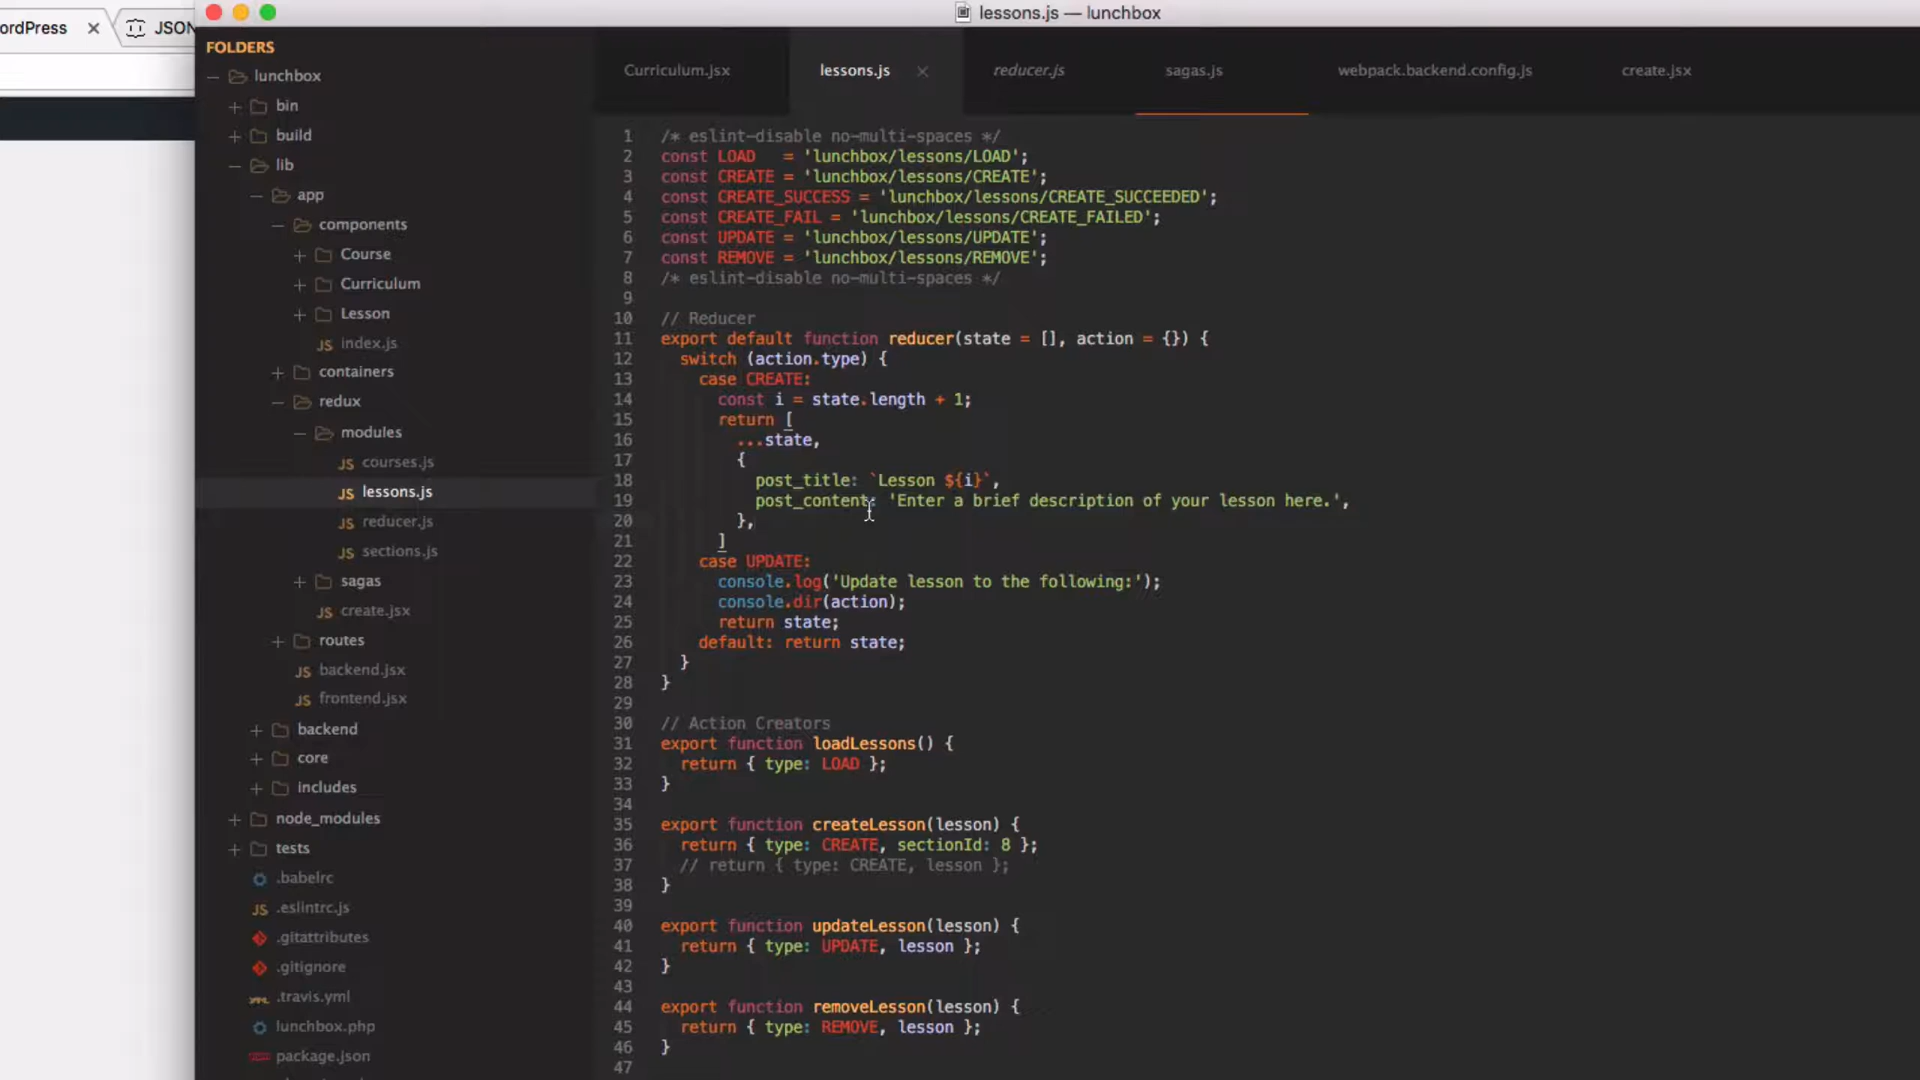 lessons.js — lunchbox
ordPress
JSON
FOLDERS
lunchbox
bin
build
lib
app
components
Course
Curriculum
Lesson
JS index.js
containers
redux
modules
JS courses.js
JS lessons.js
JS reducer.js
JS sections.js
sagas
JS create.jsx
routes
JS backend.jsx
JS frontend.jsx
backend
core
includes
node_modules
tests
.babelrc
JS .eslintrc.js
.gitattributes
.gitignore
.travis.yml
lunchbox.php
package.json
Curriculum.jsx
lessons.js
reducer.js
sagas.js
webpack.backend.config.js
create.jsx
1 /* eslint-disable no-multi-spaces */
2 const LOAD   = 'lunchbox/lessons/LOAD';
3 const CREATE = 'lunchbox/lessons/CREATE';
4 const CREATE_SUCCESS = 'lunchbox/lessons/CREATE_SUCCEEDED';
5 const CREATE_FAIL = 'lunchbox/lessons/CREATE_FAILED';
6 const UPDATE = 'lunchbox/lessons/UPDATE';
7 const REMOVE = 'lunchbox/lessons/REMOVE';
8 /* eslint-disable no-multi-spaces */
9
10 // Reducer
11 export default function reducer(state = [], action = {}) {
12   switch (action.type) {
13     case CREATE:
14       const i = state.length + 1;
15       return [
16         ...state,
17         {
18           post_title: `Lesson ${i}`,
19           post_content: 'Enter a brief description of your lesson here.',
20         },
21       ]
22     case UPDATE:
23       console.log('Update lesson to the following:');
24       console.dir(action);
25       return state;
26     default: return state;
27   }
28 }
29
30 // Action Creators
31 export function loadLessons() {
32   return { type: LOAD };
33 }
34
35 export function createLesson(lesson) {
36   return { type: CREATE, sectionId: 8 };
37   // return { type: CREATE, lesson };
38 }
39
40 export function updateLesson(lesson) {
41   return { type: UPDATE, lesson };
42 }
43
44 export function removeLesson(lesson) {
45   return { type: REMOVE, lesson };
46 }
47